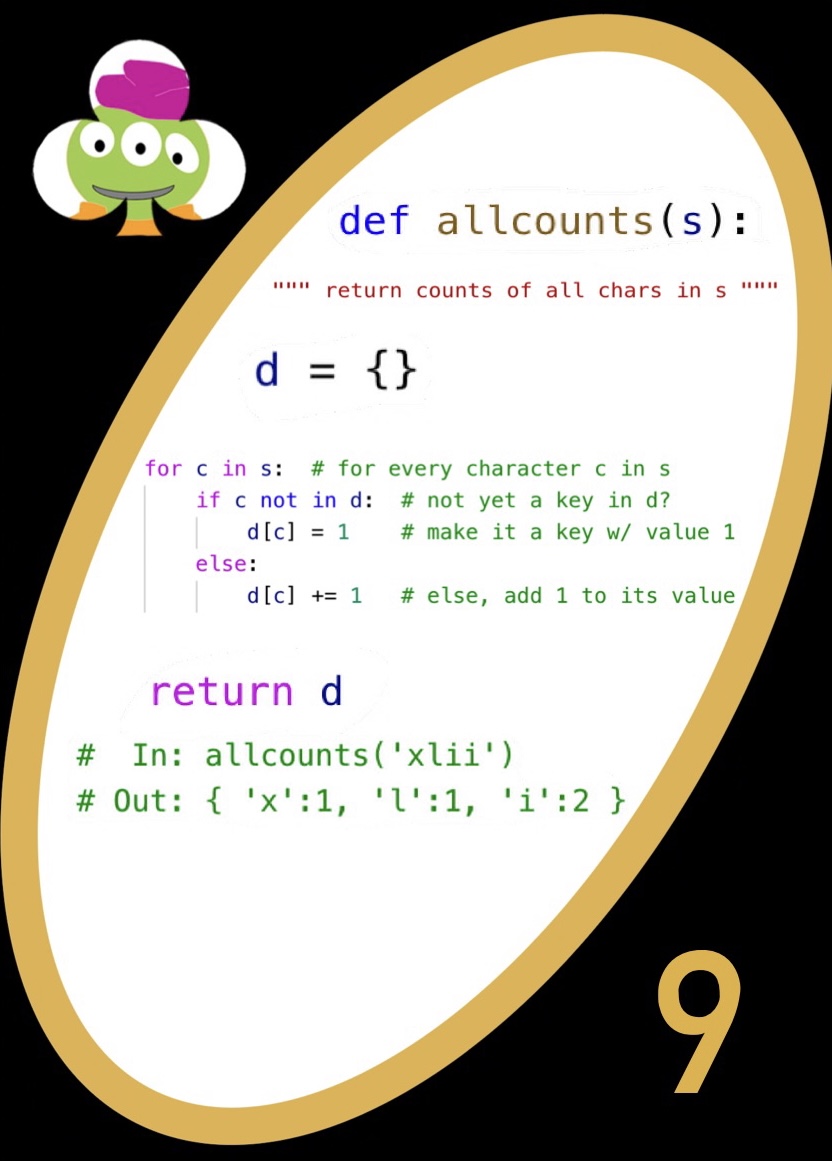 def allcounts(s):
""" return counts of all chars in s """
d = {}
for c in s:  # for every character c in s
    if c not in d:  # not yet a key in d?
        d[c] = 1    # make it a key w/ value 1
    else:
        d[c] += 1   # else, add 1 to its value
return d
#  In: allcounts('xlii')
# Out: { 'x':1, 'l':1, 'i':2 }
9